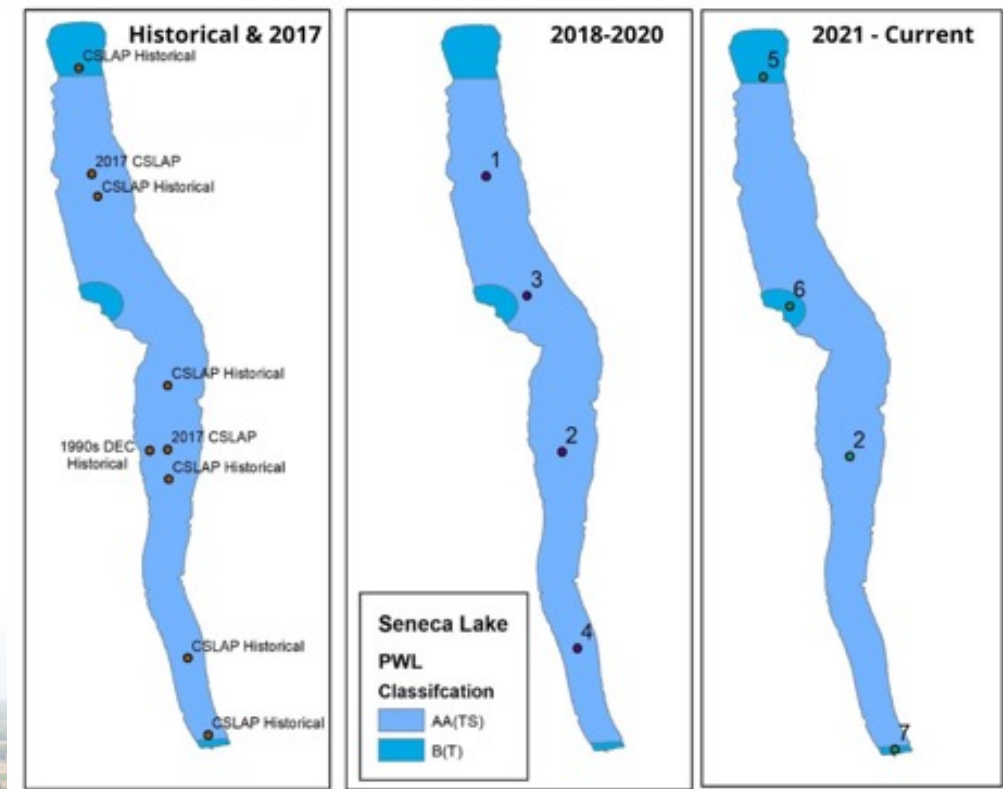 Historical & 2017
CSLAP Historical
2017 CSLAP
CSLAP Historical
CSLAP Historical
1990s DEC
Historical
2017 CSLAP
CSLAP Historical
CSLAP Historical
CSLAP Historical
2018-2020
1
3
2
4
Seneca Lake
PWL
Classifcation
AA(TS)
B(T)
2021 - Current
5
6
2
7